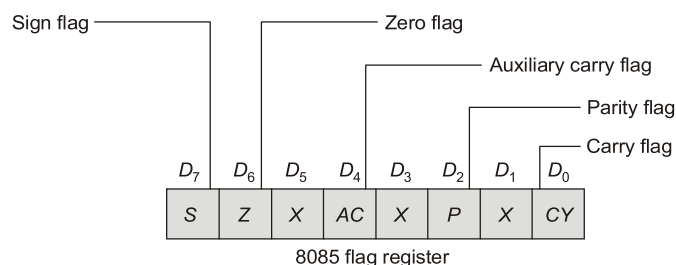 Sign flag
Zero flag
Auxiliary carry flag
Parity flag
Carry flag
D7 D6 D5 D4 D3 D2 D1 D0
S Z X AC X P X CY
8085 flag register